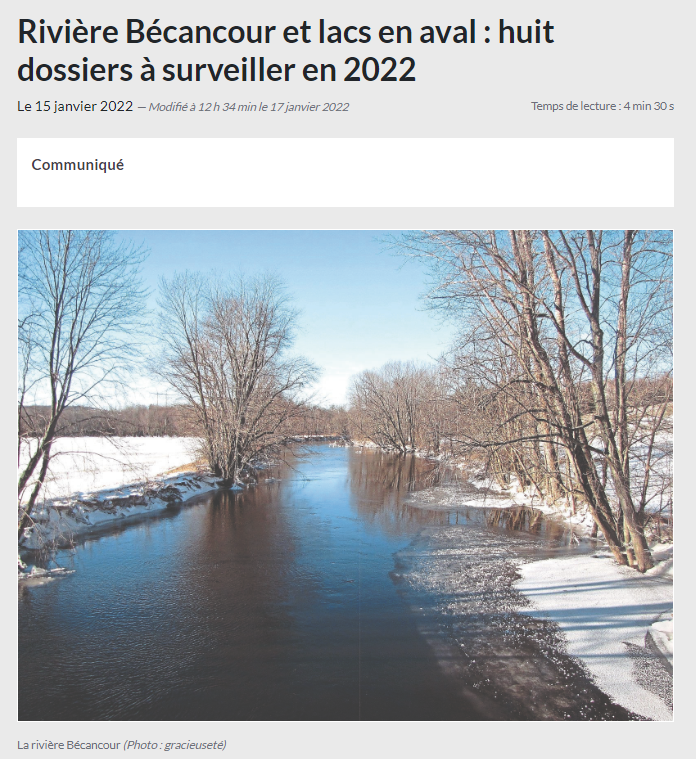 Rivière Bécancour et lacs en aval : huit
dossiers à surveiller en 2022
Le 15 janvier 2022 — Modifié à 12 h 34 min le 17 janvier 2022
Temps de lecture : 4 min 30 s
Communiqué
La rivière Bécancour (Photo : gracieuseté)